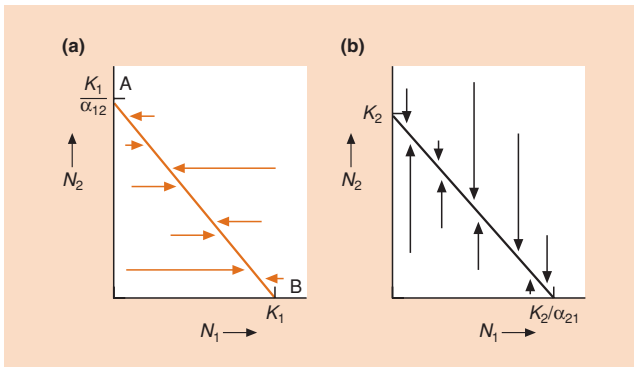 (a)
K₁
α₁₂
A
N₂
B
K₁
N₁
(b)
K₂
N₂
K₂/α₂₁
N₁